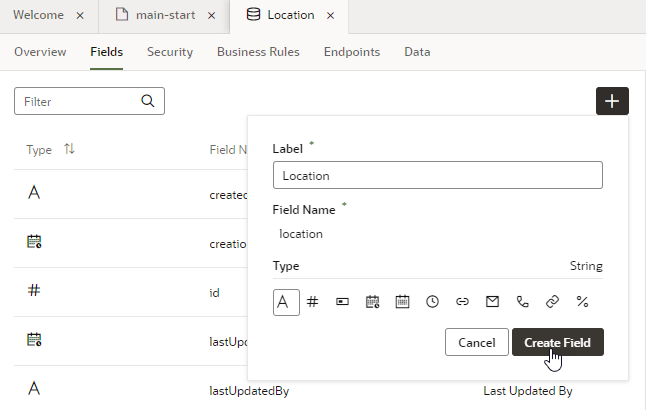 Welcome × main-start × Location ×
Overview Fields Security Business Rules Endpoints Data
Filter
Type Field N
Label *
Location
Field Name *
location
Type String
created
creatio
id
lastUpd
Cancel Create Field
lastUpdatedBy Last Updated By